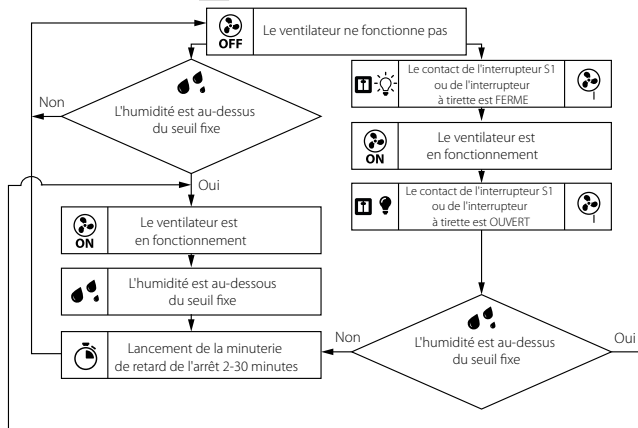 OFF
Le ventilateur ne fonctionne pas
Non
L'humidité est au-dessus
du seuil fixe
Oui
ON
Le ventilateur est
en fonctionnement
L'humidité est au-dessous
du seuil fixe
Lancement de la minuterie
de retard de l'arrêt 2-30 minutes
Le contact de l'interrupteur S1
ou de l'interrupteur
à tirette est FERME
ON
Le ventilateur est
en fonctionnement
Le contact de l'interrupteur S1
ou de l'interrupteur
à tirette est OUVERT
Non
L'humidité est au-dessus
du seuil fixe
Oui